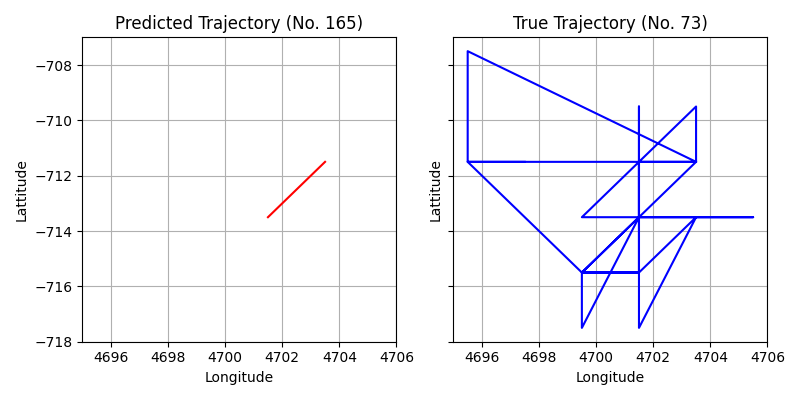 Predicted Trajectory (No. 165)
−708
−710
−712
−714
−716
−718
4696 4698 4700 4702 4704 4706
Longitude
Lattitude
True Trajectory (No. 73)
4696 4698 4700 4702 4704 4706
Longitude
Lattitude